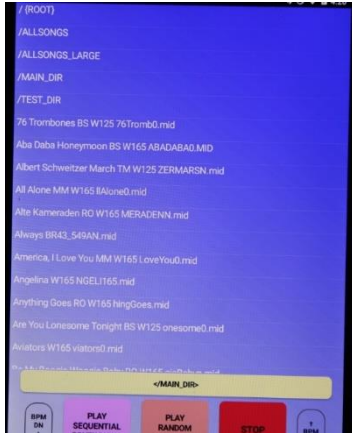 / {ROOT}
/ALLSONGS
/ALLSONGS_LARGE
/MAIN_DIR
/TEST_DIR
76 Trombones BS W125 76Tromb0.mid
Aba Daba Honeymoon BS W165 ABADABA0.MID
Albert Schweitzer March TM W125 ZERMARSN.mid
All Alone MM W165 llAlone0.mid
Alte Kameraden RO W165 MERADENN.mid
Always BR43_549AN.mid
America, I Love You MM W165 LoveYou0.mid
Angelina W165 NGELI165.mid
Anything Goes RO W165 hingGoes.mid
Are You Lonesome Tonight BS W125 onesome0.mid
Aviators W165 viators0.mid
</MAIN_DIR>
BPM
DN
PLAY
SEQUENTIAL
PLAY
RANDOM
STOP
BPM